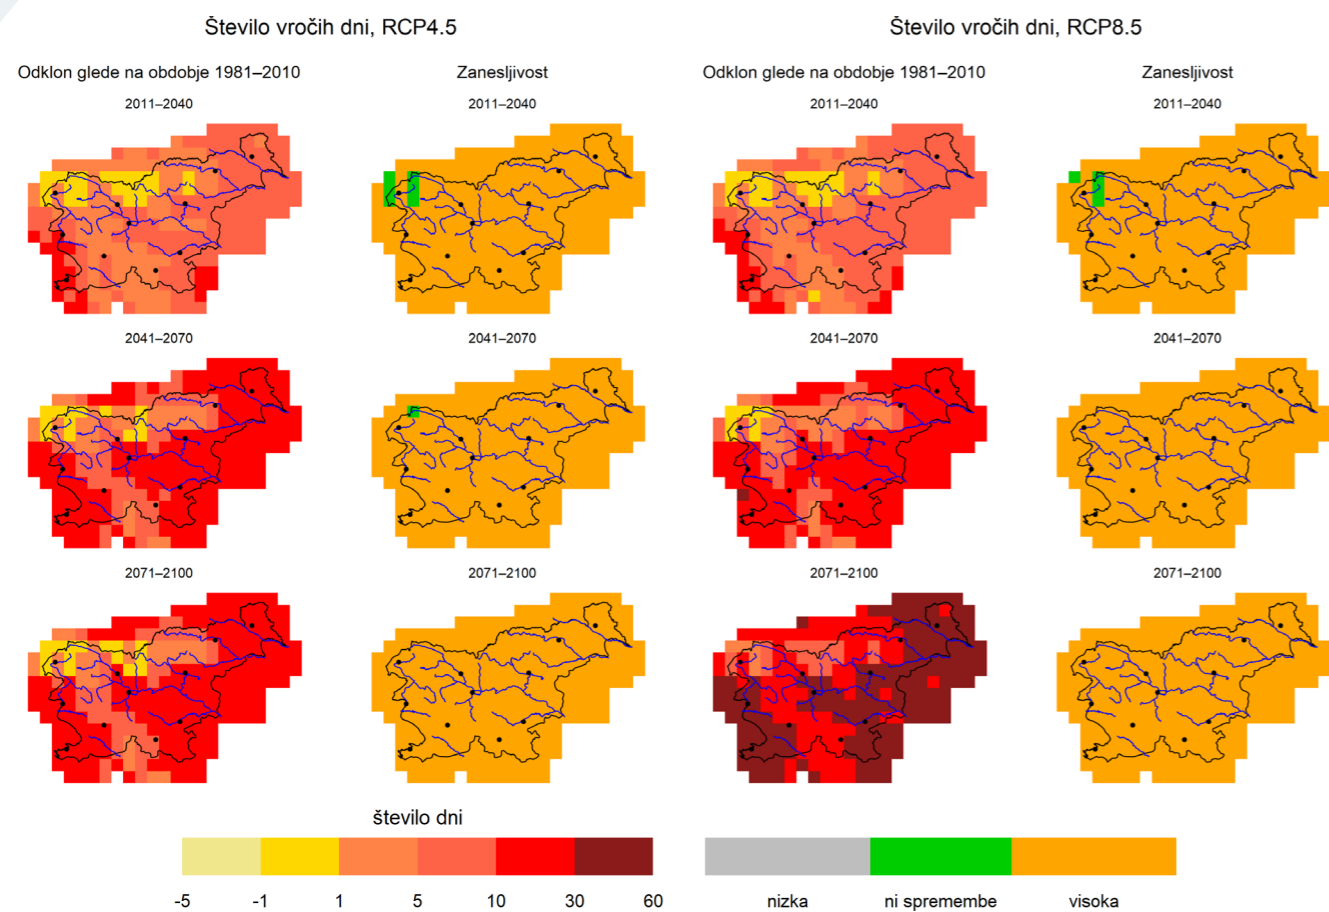 Število vročih dni, RCP4.5
Število vročih dni, RCP8.5
Odklon glede na obdobje 1981–2010
Zanesljivost
Odklon glede na obdobje 1981–2010
Zanesljivost
2011–2040
2011–2040
2011–2040
2011–2040
2041–2070
2041–2070
2041–2070
2041–2070
2071–2100
2071–2100
2071–2100
2071–2100
število dni
-5 -1 1 5 10 30 60
nizka ni spremembe visoka